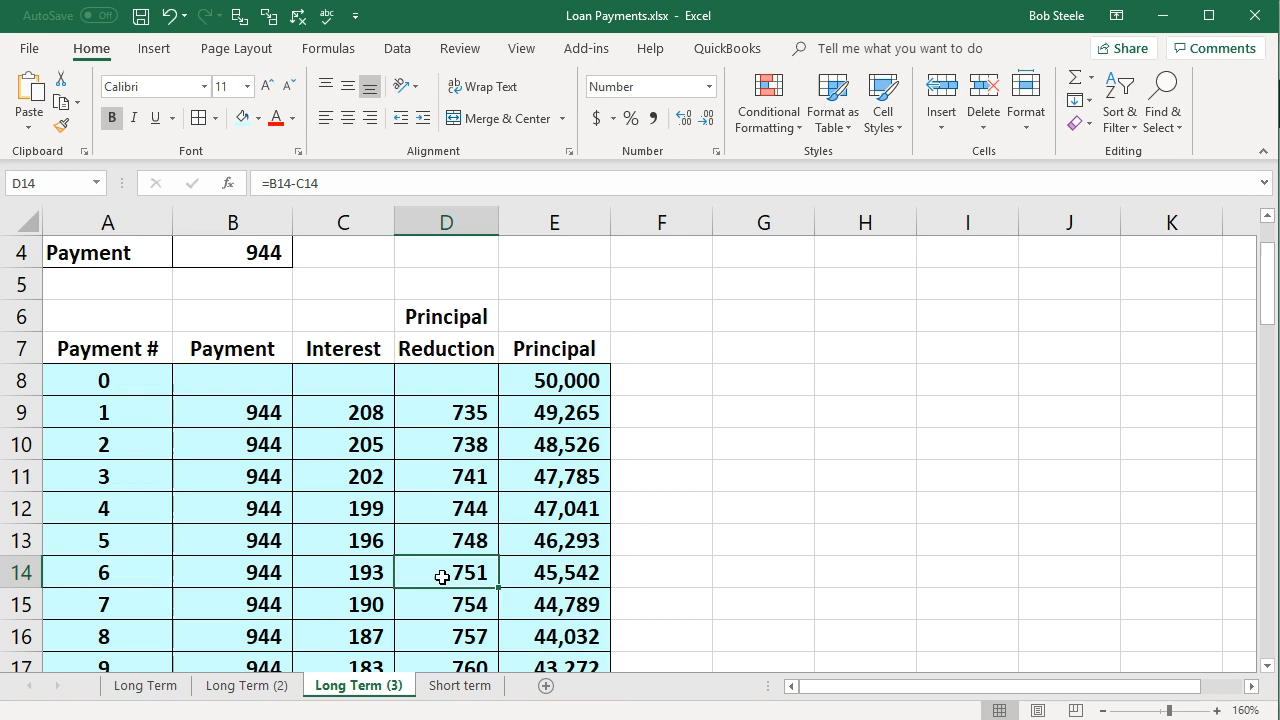 AutoSave Off Loan Payments.xlsx - Excel Bob Steele
File Home Insert Page Layout Formulas Data Review View Add-ins Help QuickBooks Tell me what you want to do Share Comments
Paste Calibri 11 Wrap Text Number Conditional Formatting Format as Table Cell Styles Insert Delete Format Sort & Filter Find & Select
B I U A Merge & Center $ %
Clipboard Font Alignment Number Styles Cells Editing
D14 fx =B14-C14
A B C D E F G H I J K
4 Payment 944
5
6 Principal
7 Payment # Payment Interest Reduction Principal
8 0 50,000
9 1 944 208 735 49,265
10 2 944 205 738 48,526
11 3 944 202 741 47,785
12 4 944 199 744 47,041
13 5 944 196 748 46,293
14 6 944 193 751 45,542
15 7 944 190 754 44,789
16 8 944 187 757 44,032
17 9 944 183 760 43,272
Long Term Long Term (2) Long Term (3) Short term
160%